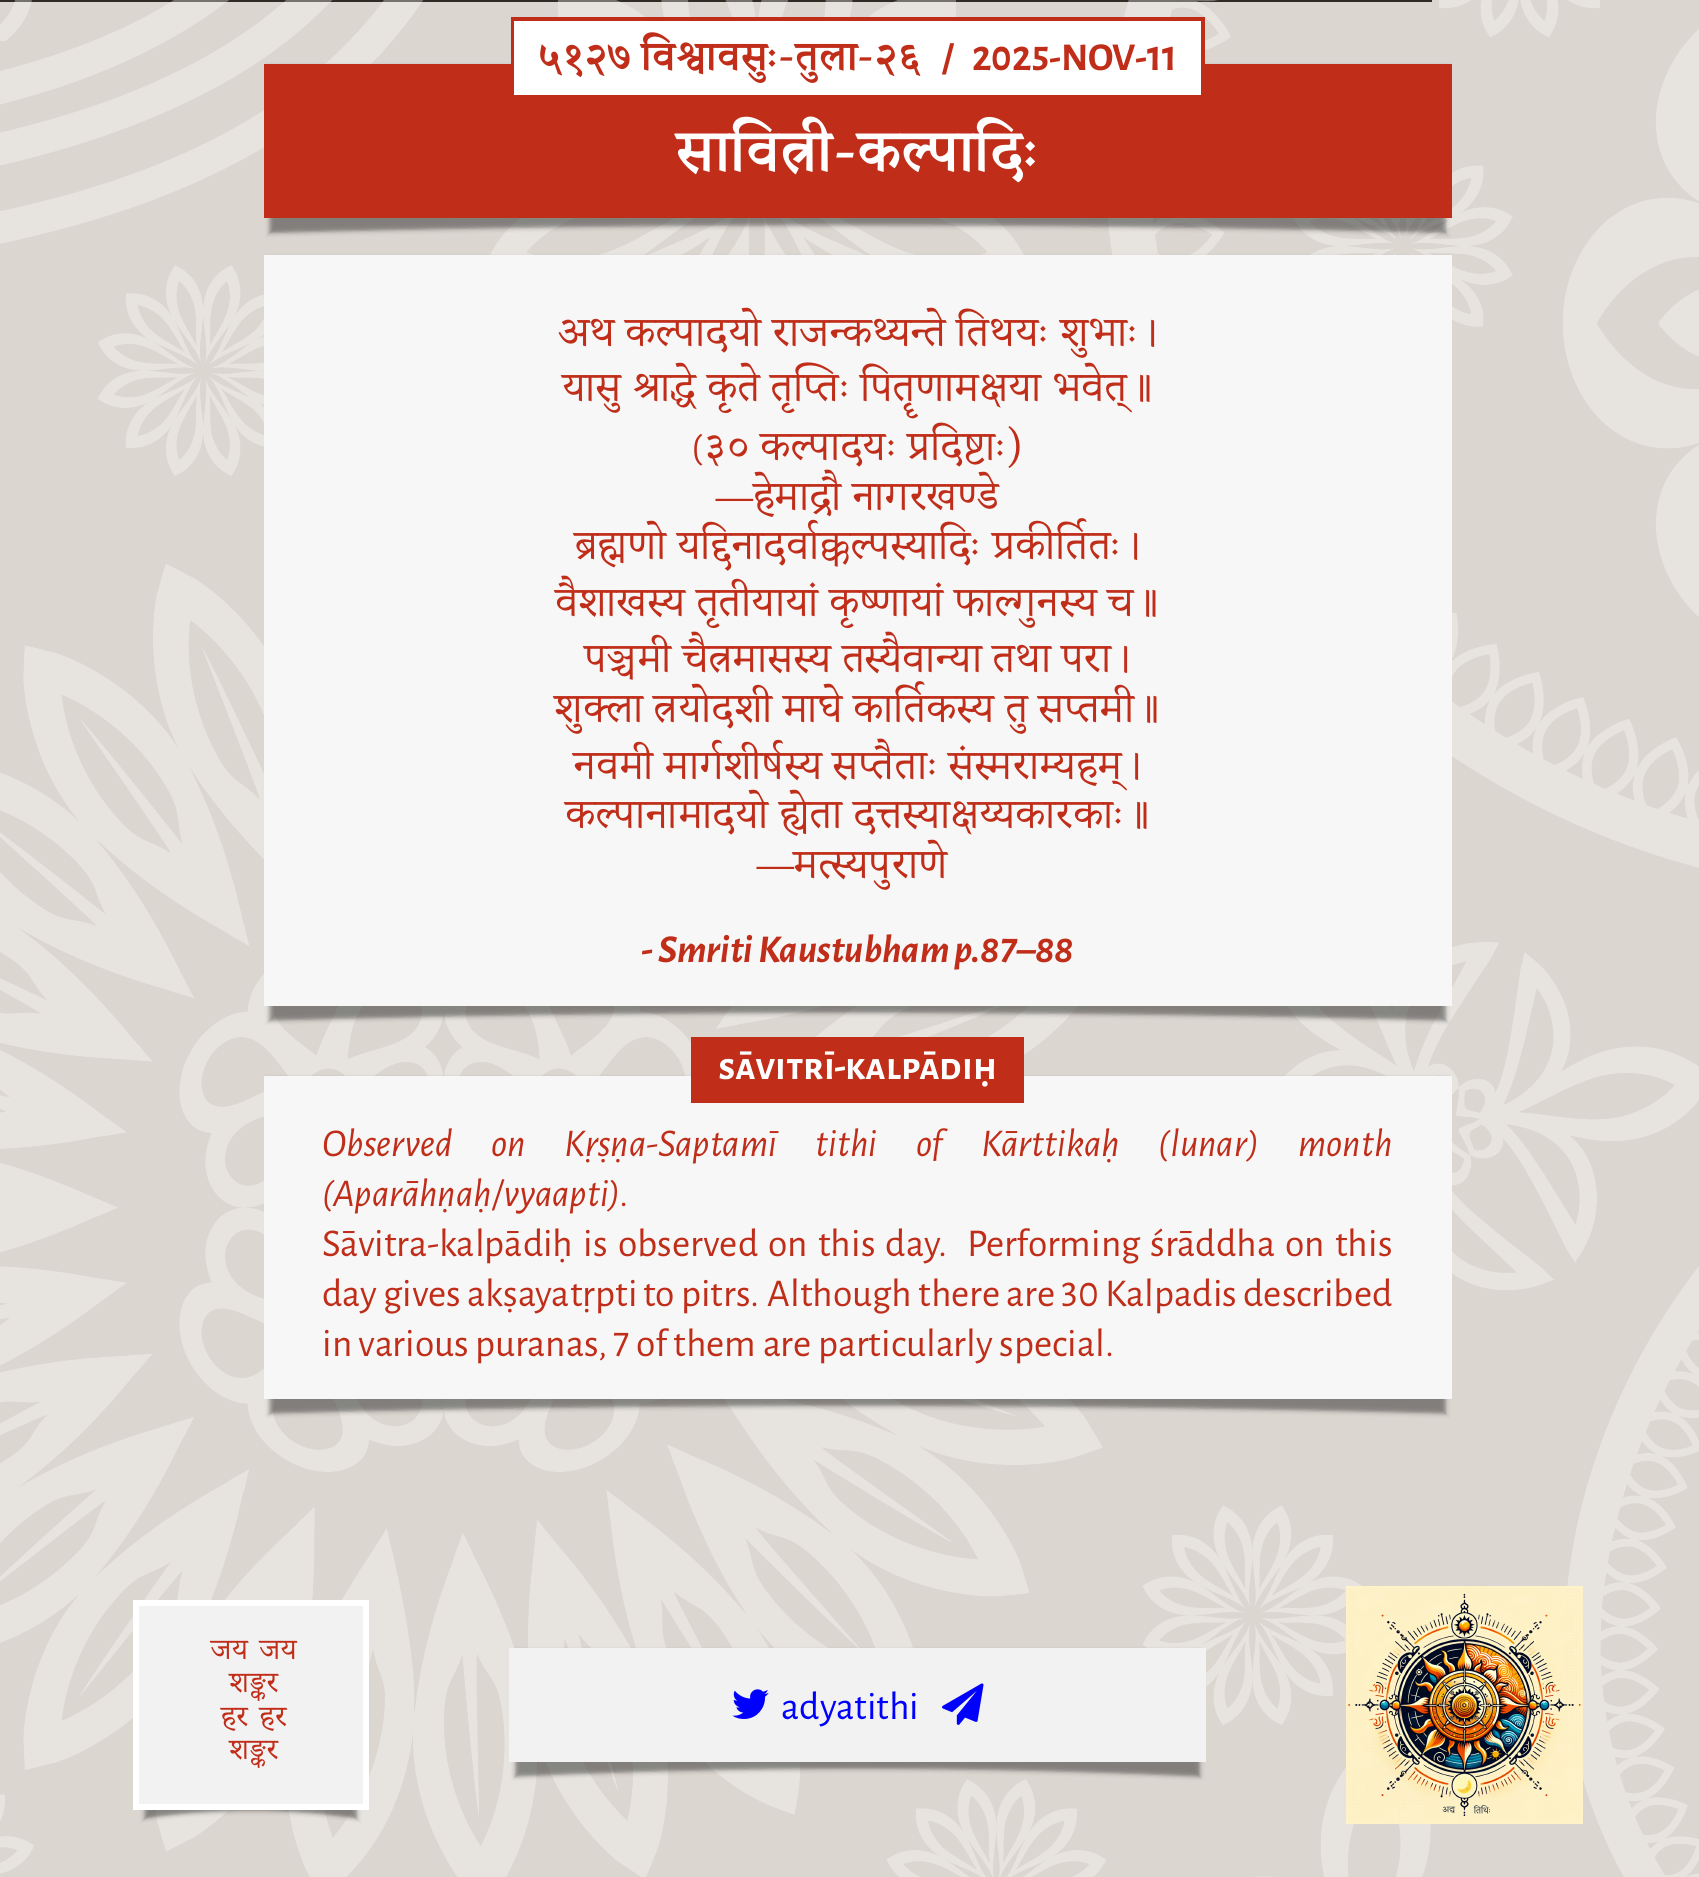 ५१२७ विश्वावसुः-तुला-२६ / 2025-NOV-11
सावित्री-कल्पादिः
अथ कल्पादयो राजन्कथ्यन्ते तिथयः शुभाः।
यासु श्राद्धे कृते तृप्तिः पितॄणामक्षया भवेत्॥
(३० कल्पादयः प्रदिष्टाः)
—हेमाद्रौ नागरखण्डे
ब्रह्मणो यद्दिनादर्वाक्कल्पस्यादिः प्रकीर्तितः।
वैशाखस्य तृतीयायां कृष्णायां फाल्गुनस्य च॥
पञ्चमी चैत्रमासस्य तस्यैवान्या तथा परा।
शुक्ला त्रयोदशी माघे कार्तिकस्य तु सप्तमी॥
नवमी मार्गशीर्षस्य सप्तैताः संस्मराम्यहम्।
कल्पानामादयो ह्येता दत्तस्याक्षय्यकारकाः॥
—मत्स्यपुराणे
- Smriti Kaustubham p.87–88
SĀVITRĪ-KALPĀDIḤ
Observed on Kṛṣṇa-Saptamī tithi of Kārttikaḥ (lunar) month
(Aparāhṇaḥ/vyaapti).
Sāvitra-kalpādiḥ is observed on this day. Performing śrāddha on this
day gives akṣayatṛpti to pitrs. Although there are 30 Kalpadis described
in various puranas, 7 of them are particularly special.
जय जय
शङ्कर
हर हर
शङ्कर
adyatithi
अद्य तिथिः